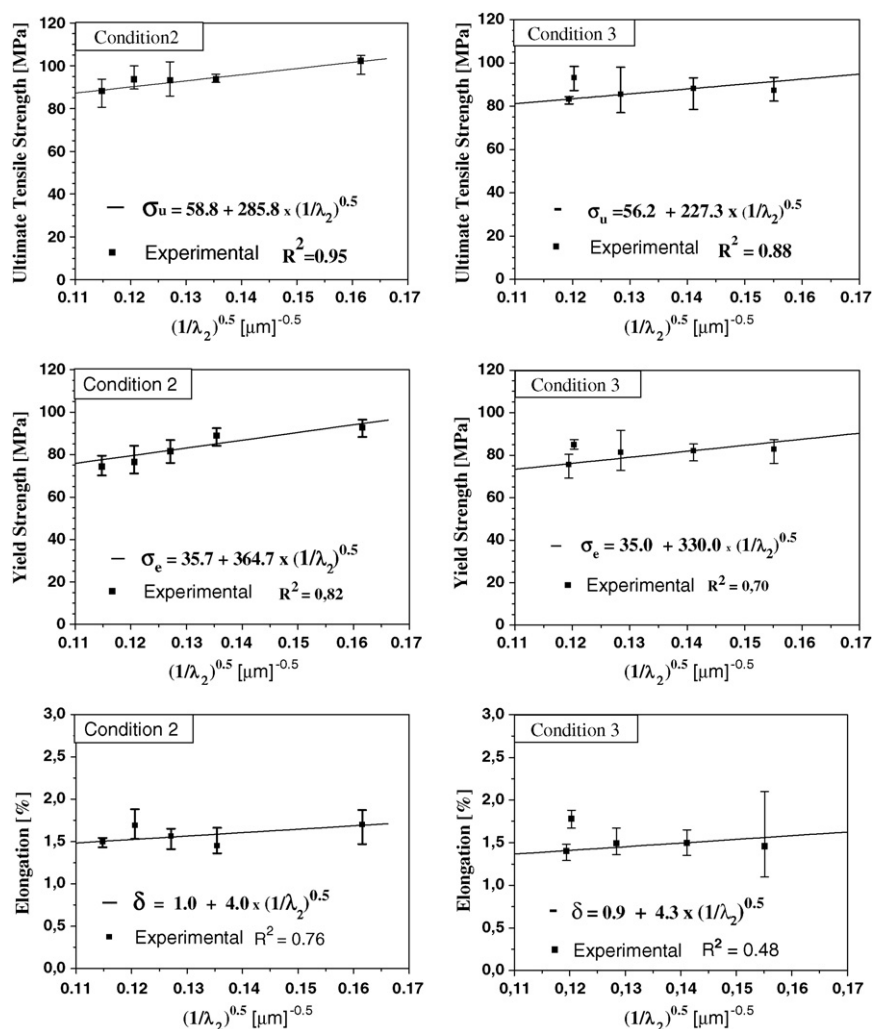 Condition2
Ultimate Tensile Strength [MPa]
120
100
80
60
40
20
0
σu = 58.8 + 285.8 x (1/λ2)^0.5
Experimental R^2=0.95
0.11 0.12 0.13 0.14 0.15 0.16 0.17
(1/λ2)^0.5 [μm]^-0.5
Condition 3
Ultimate Tensile Strength [MPa]
120
100
80
60
40
20
0
σu =56.2 + 227.3 x (1/λ2)^0.5
Experimental R^2 = 0.88
0.11 0.12 0.13 0.14 0.15 0.16 0.17
(1/λ2)^0.5 [μm]^-0.5
Condition 2
Yield Strength [MPa]
120
100
80
60
40
20
0
σe = 35.7 + 364.7 x (1/λ2)^0.5
Experimental R^2 = 0,82
0.11 0.12 0.13 0.14 0.15 0.16 0.17
(1/λ2)^0.5 [μm]^-0.5
Condition 3
Yield Strength [MPa]
120
100
80
60
40
20
0
σe = 35.0 + 330.0 x (1/λ2)^0.5
Experimental R^2 = 0,70
0.11 0.12 0.13 0.14 0.15 0.16 0.17
(1/λ2)^0.5 [μm]^-0.5
Condition 2
Elongation [%]
3,0
2,5
2,0
1,5
1,0
0,5
0,0
δ = 1.0 + 4.0 x (1/λ2)^0.5
Experimental R^2 = 0.76
0.11 0.12 0.13 0.14 0.15 0.16 0.17
(1/λ2)^0.5 [μm]^-0.5
Condition 3
Elongation [%]
3,0
2,5
2,0
1,5
1,0
0,5
0,0
δ = 0.9 + 4.3 x (1/λ2)^0.5
Experimental R^2 = 0.48
0,11 0,12 0,13 0,14 0,15 0,16 0,17
(1/λ2)^0.5 [μm]^-0.5